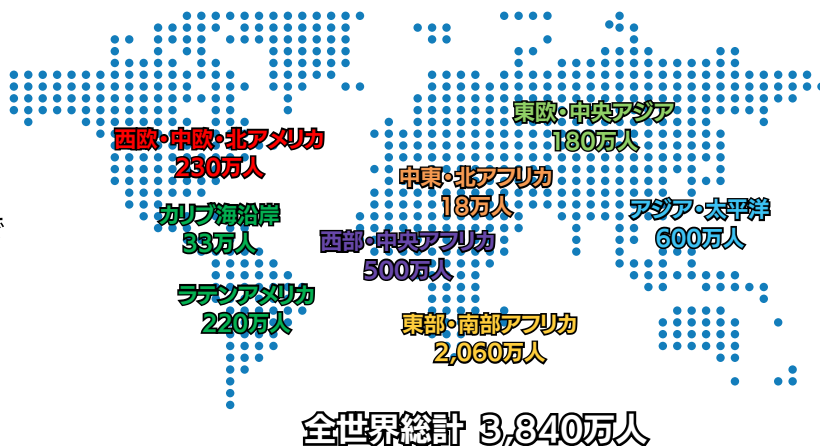 東欧・中央アジア
180万人
西欧・中欧・北アメリカ
230万人
中東・北アフリカ
18万人
アジア・太平洋
600万人
カリブ海沿岸
33万人
西部・中央アフリカ
500万人
ラテンアメリカ
220万人
東部・南部アフリカ
2,060万人
全世界総計 3,840万人